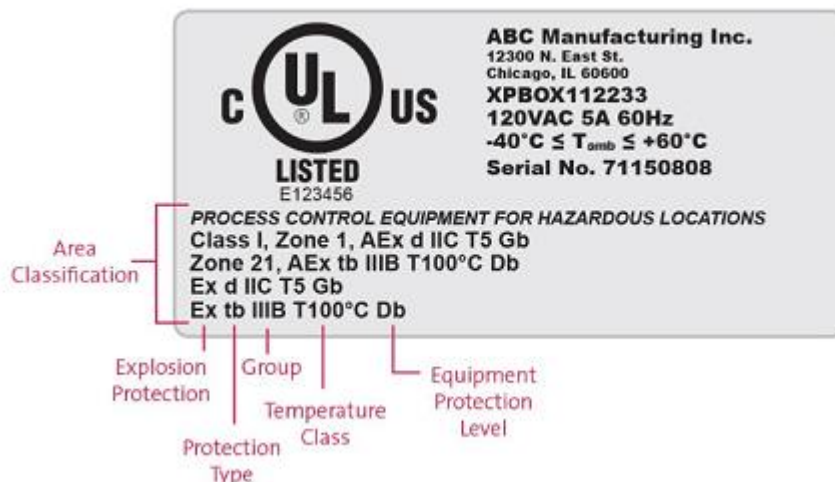 C UL ® US
LISTED
E123456
ABC Manufacturing Inc.
12300 N. East St.
Chicago, IL 60600
XPBOX112233
120VAC 5A 60Hz
-40°C ≤ Tamb ≤ +60°C
Serial No. 71150808
PROCESS CONTROL EQUIPMENT FOR HAZARDOUS LOCATIONS
Class I, Zone 1, AEx d IIC T5 Gb
Zone 21, AEx tb IIIB T100°C Db
Ex d IIC T5 Gb
Ex tb IIIB T100°C Db
Area
Classification
Explosion
Protection
Protection
Type
Group
Temperature
Class
Equipment
Protection
Level